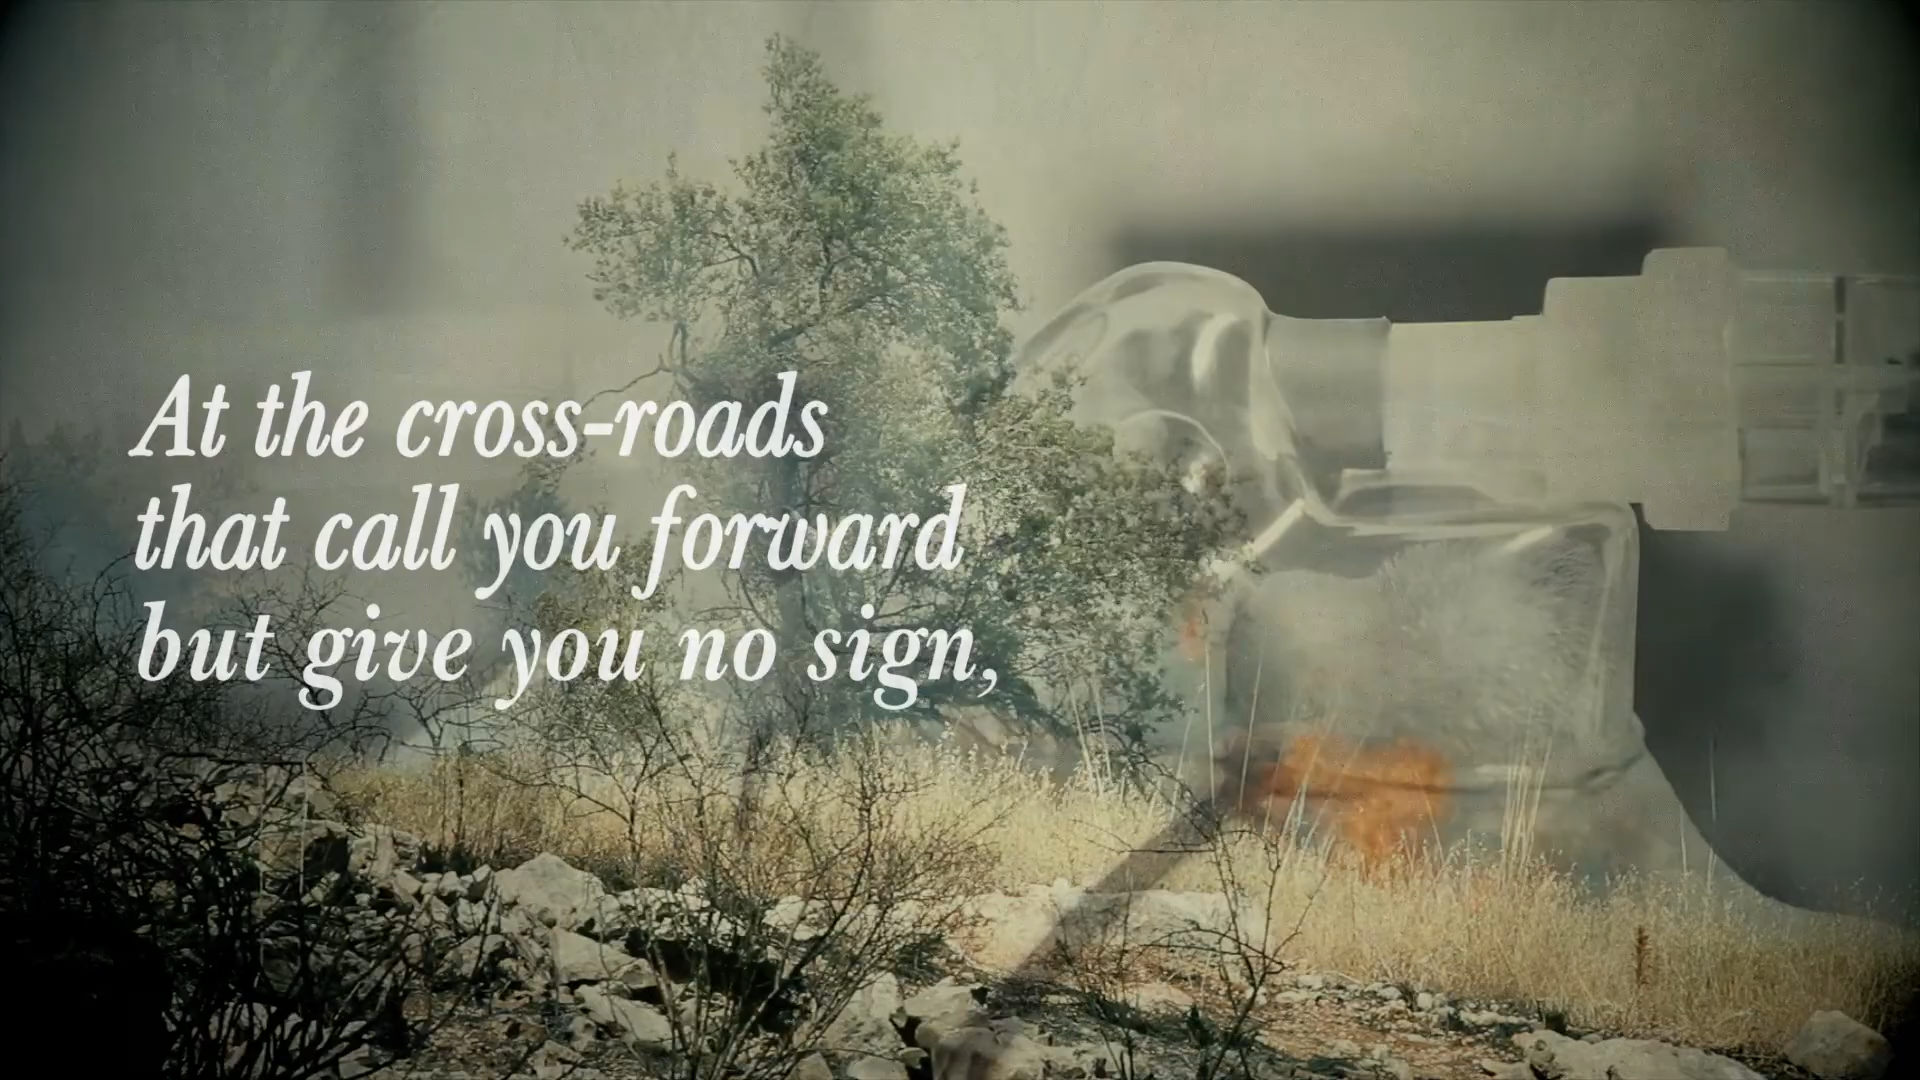 At the cross-roads
that call you forward
but give you no sign,